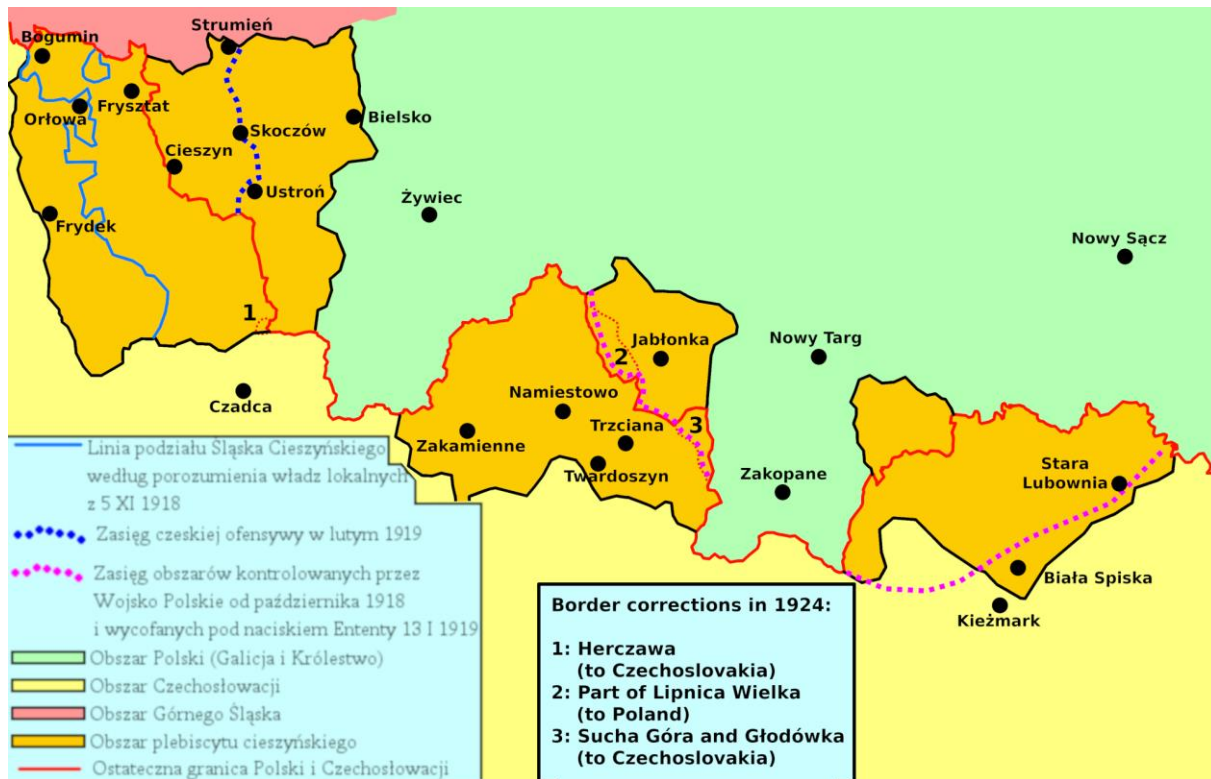 Strumień
Bogumin
Frysztat
Orłowa
Bielsko
Skoczów
Cieszyn
Ustroń
Żywiec
Frydek
Nowy Sącz
1
Jabłonka
2
Nowy Targ
Czadca
Namiestowo
3
Trzciana
Zakamienne
Twardoszyn
Zakopane
Stara
Lubownia
Biała Spiska
Kieżmark
Linia podziału Śląska Cieszyńskiego
według porozumienia władz lokalnych
z 5 XI 1918
Zasięg czeskiej ofensywy w lutym 1919
Zasięg obszarów kontrolowanych przez
Wojsko Polskie od października 1918
i wycofanych pod naciskiem Ententy 13 I 1919
Obszar Polski (Galicja i Królestwo)
Obszar Czechosłowacji
Obszar Górnego Śląska
Obszar plebiscytu cieszyńskiego
Ostateczna granica Polski i Czechosłowacji
Border corrections in 1924:
1: Herczawa
(to Czechoslovakia)
2: Part of Lipnica Wielka
(to Poland)
3: Sucha Góra and Głodówka
(to Czechoslovakia)